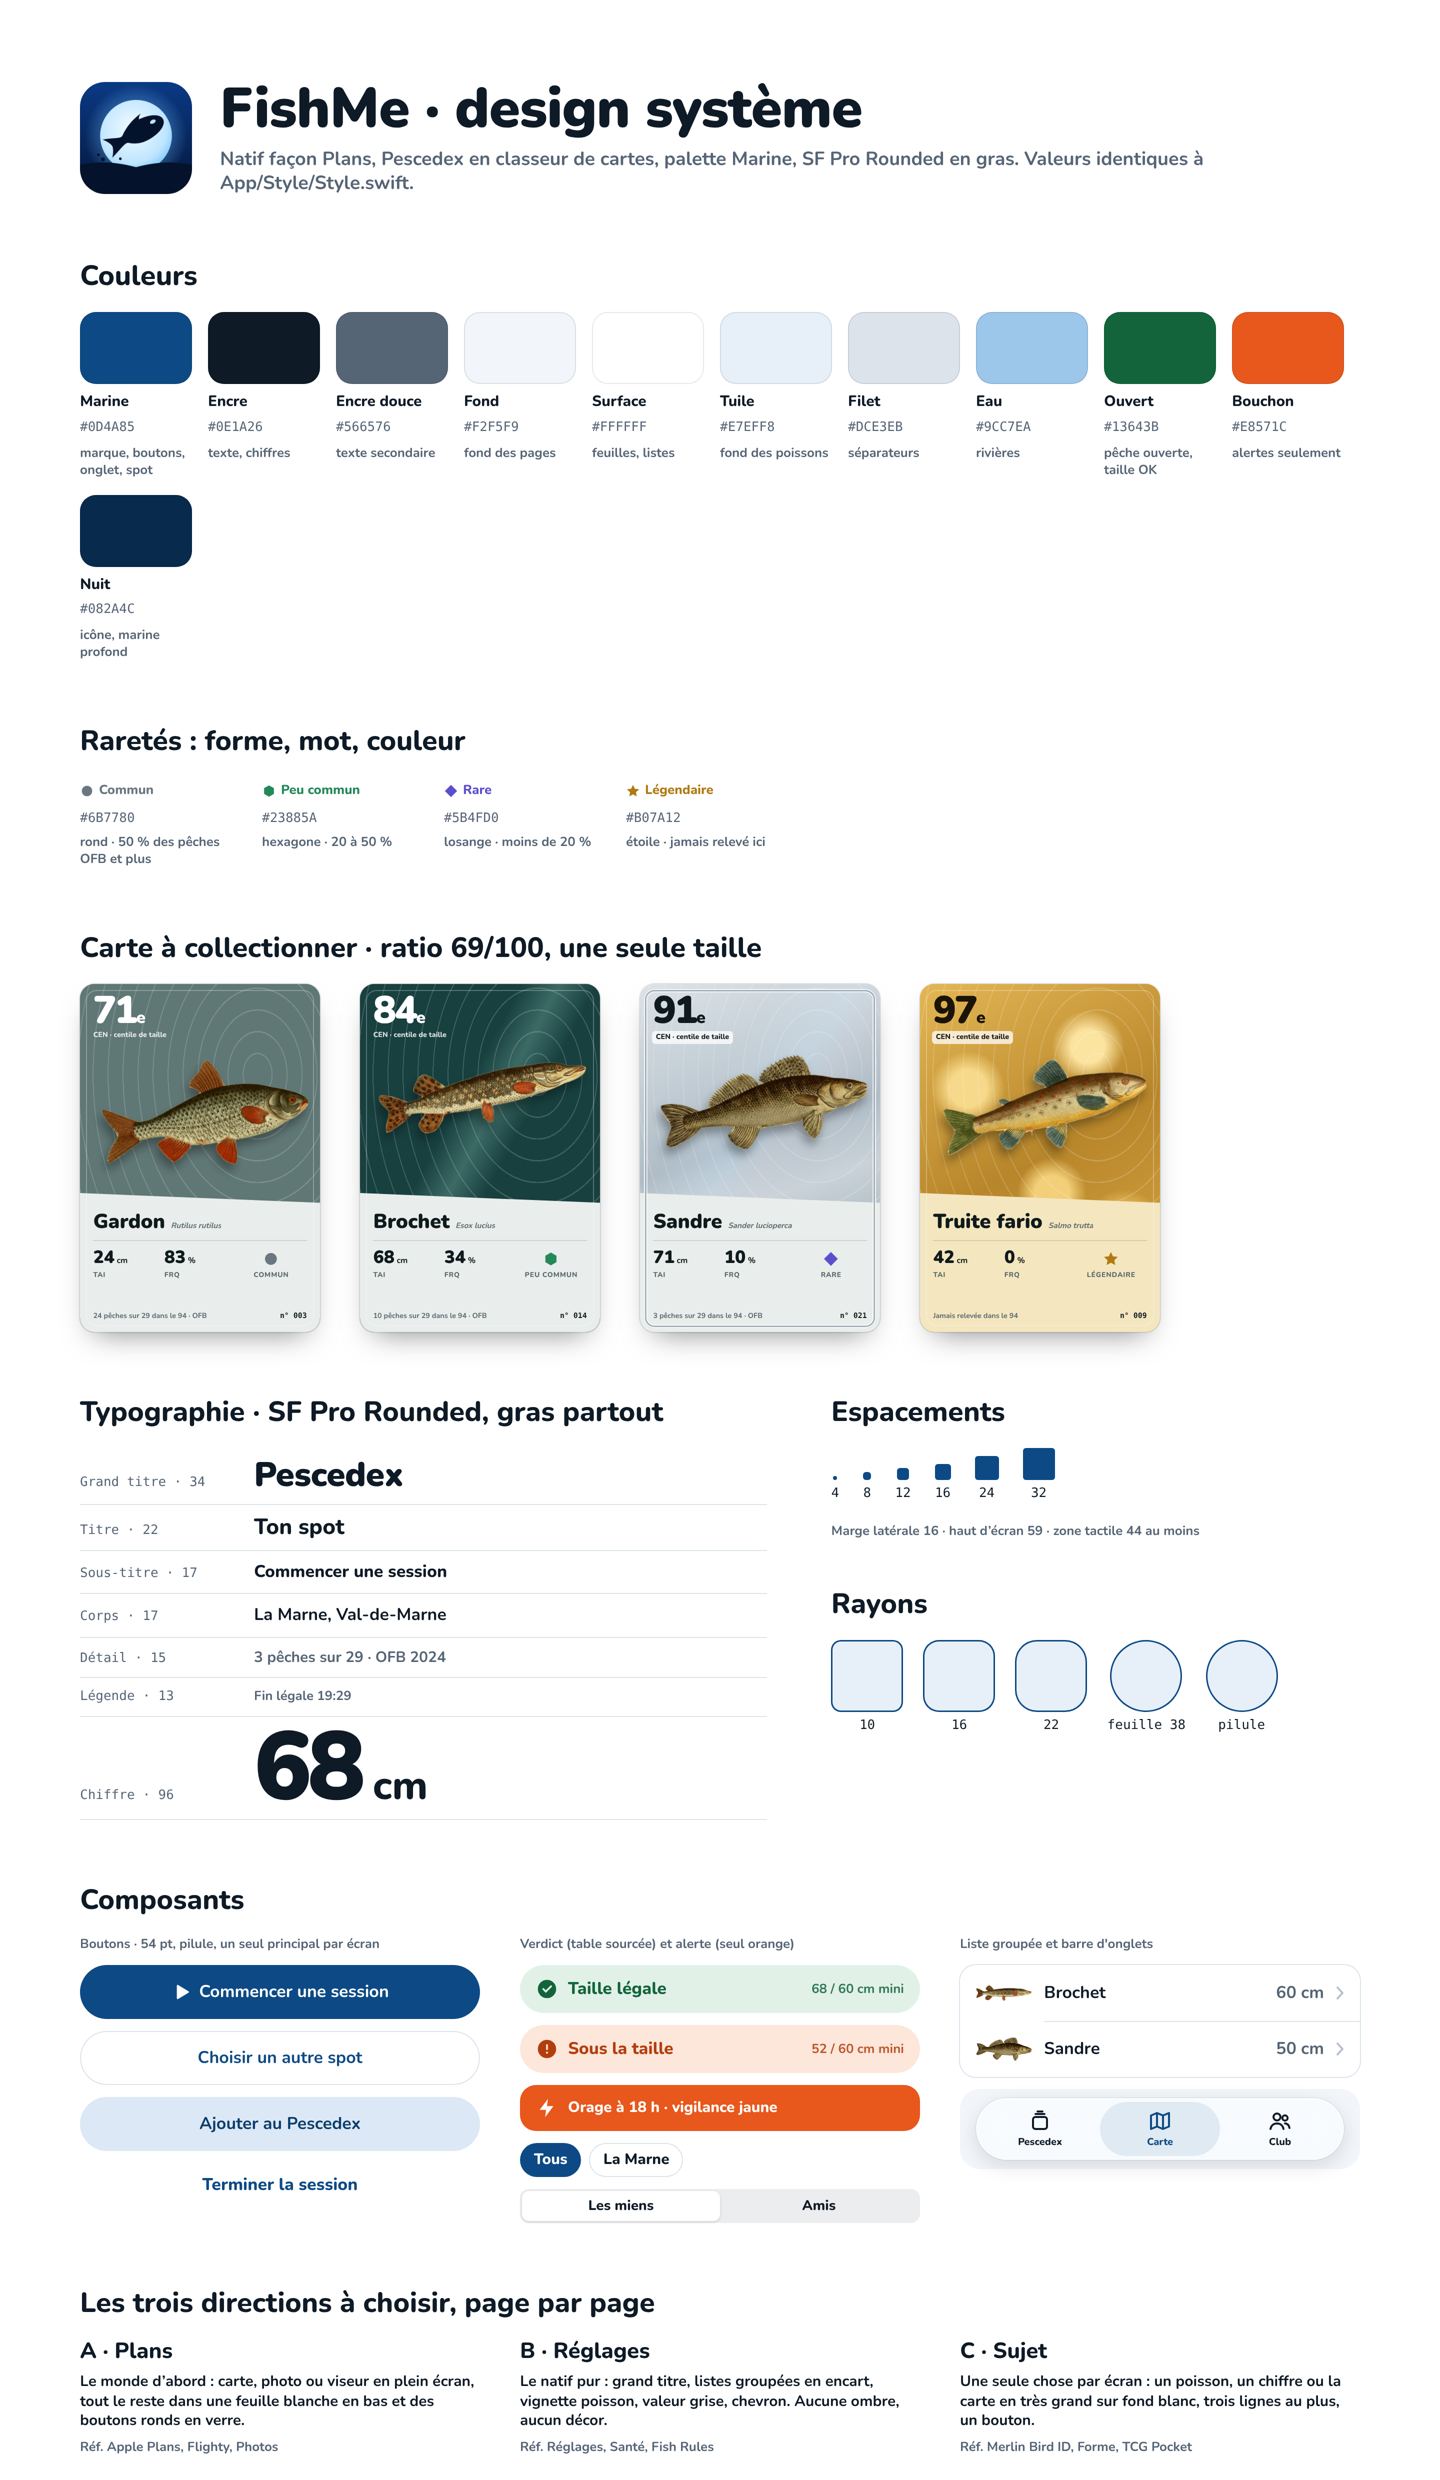 FishMe · design système
Natif façon Plans, Pescedex en classeur de cartes, palette Marine, SF Pro Rounded en gras. Valeurs identiques à
App/Style/Style.swift.
Couleurs
Marine
#0D4A85
marque, boutons,
onglet, spot
Encre
#0E1A26
texte, chiffres
Encre douce
#566576
texte secondaire
Fond
#F2F5F9
fond des pages
Surface
#FFFFFF
feuilles, listes
Tuile
#E7EFF8
fond des poissons
Filet
#DCE3EB
séparateurs
Eau
#9CC7EA
rivières
Ouvert
#13643B
pêche ouverte,
taille OK
Bouchon
#E8571C
alertes seulement
Nuit
#082A4C
icône, marine
profond
Raretés : forme, mot, couleur
Commun
#6B7780
rond · 50 % des pêches
OFB et plus
Peu commun
#23885A
hexagone · 20 à 50 %
Rare
#5B4FD0
losange · moins de 20 %
Légendaire
#B07A12
étoile · jamais relevé ici
Carte à collectionner · ratio 69/100, une seule taille
71e
CEN · centile de taille
Gardon Rutilus rutilus
24 cm 83 %
TAI FRQ COMMUN
24 pêches sur 29 dans le 94 · OFB n° 003
84e
CEN · centile de taille
Brochet Esox lucius
68 cm 34 %
TAI FRQ PEU COMMUN
10 pêches sur 29 dans le 94 · OFB n° 014
91e
CEN · centile de taille
Sandre Sander lucioperca
71 cm 10 %
TAI FRQ RARE
3 pêches sur 29 dans le 94 · OFB n° 021
97e
CEN · centile de taille
Truite fario Salmo trutta
42 cm 0 %
TAI FRQ LÉGENDAIRE
Jamais relevée dans le 94 n° 009
Typographie · SF Pro Rounded, gras partout
Grand titre · 34 Pescedex
Titre · 22 Ton spot
Sous-titre · 17 Commencer une session
Corps · 17 La Marne, Val-de-Marne
Détail · 15 3 pêches sur 29 · OFB 2024
Légende · 13 Fin légale 19:29
Chiffre · 96 68 cm
Espacements
4 8 12 16 24 32
Marge latérale 16 · haut d'écran 59 · zone tactile 44 au moins
Rayons
10 16 22 feuille 38 pilule
Composants
Boutons · 54 pt, pilule, un seul principal par écran
Commencer une session
Choisir un autre spot
Ajouter au Pescedex
Terminer la session
Verdict (table sourcée) et alerte (seul orange)
Taille légale 68 / 60 cm mini
Sous la taille 52 / 60 cm mini
Orage à 18 h · vigilance jaune
Tous La Marne
Les miens Amis
Liste groupée et barre d'onglets
Brochet 60 cm
Sandre 50 cm
Pescedex Carte Club
Les trois directions à choisir, page par page
A · Plans
Le monde d'abord : carte, photo ou viseur en plein écran,
tout le reste dans une feuille blanche en bas et des
boutons ronds en verre.
Réf. Apple Plans, Flighty, Photos
B · Réglages
Le natif pur : grand titre, listes groupées en encart,
vignette poisson, valeur grise, chevron. Aucune ombre,
aucun décor.
Réf. Réglages, Santé, Fish Rules
C · Sujet
Une seule chose par écran : un poisson, un chiffre ou la
carte en très grand sur fond blanc, trois lignes au plus,
un bouton.
Réf. Merlin Bird ID, Forme, TCG Pocket